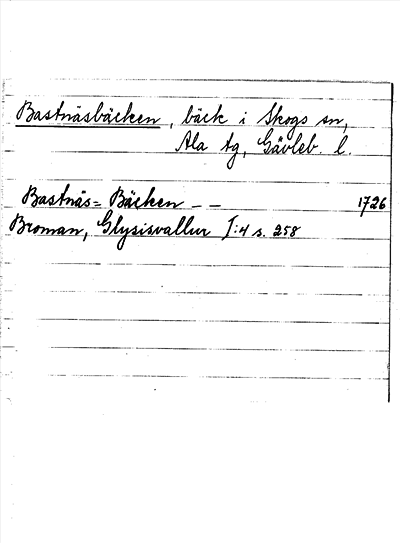 Bastnäsbäcken, bäck i Skogs sn,
Ala tg, Gävleb. l.
Bastnäs= Bäcken – – 1726
Broman, Glysisvallur I:4 s. 258